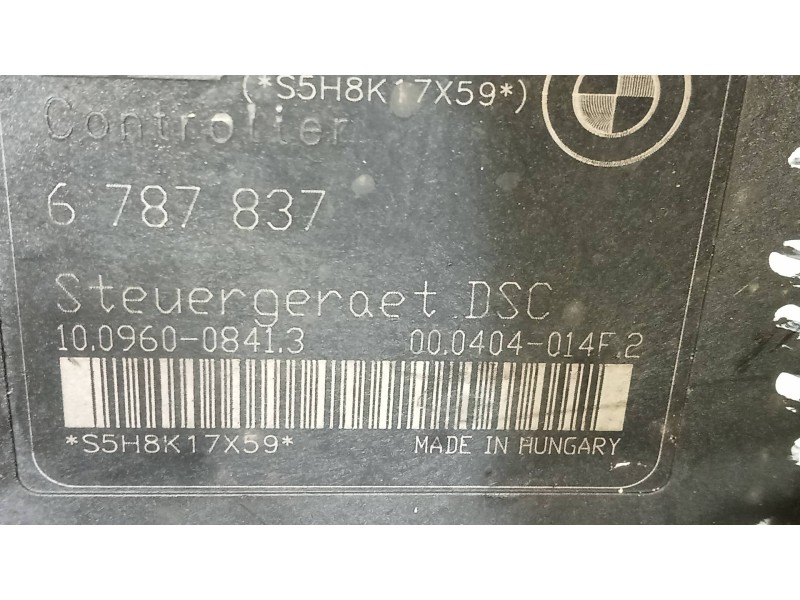 (*S5H8K17X59*)
Controller
6 787 837
Steuergeraet DSC
10.0960-0841.3 00.0404-014F.2
*S5H8K17X59* MADE IN HUNGARY